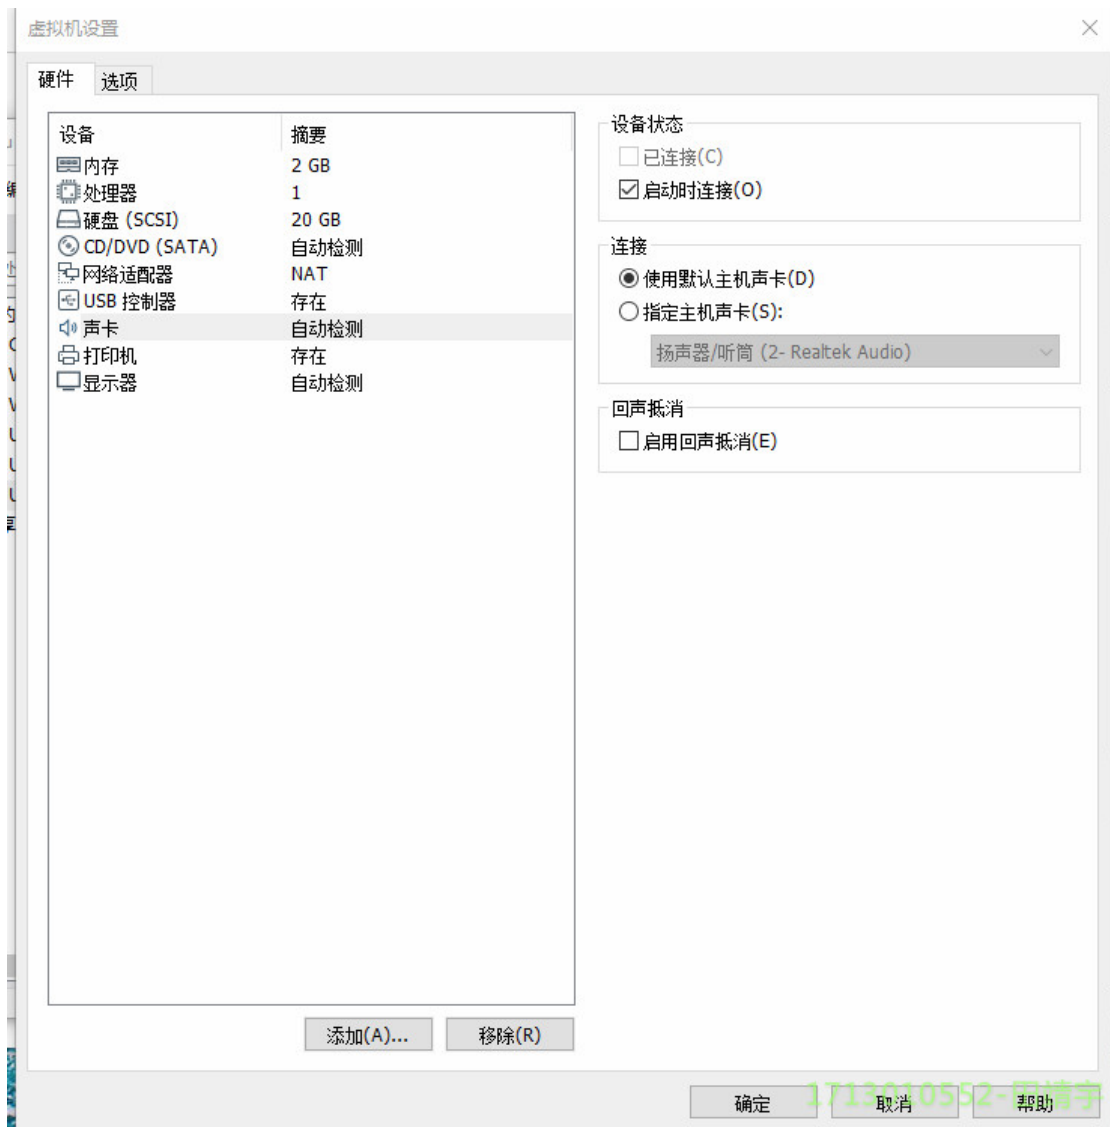 虚拟机设置
硬件 选项
设备 摘要
内存 2 GB
处理器 1
硬盘 (SCSI) 20 GB
CD/DVD (SATA) 自动检测
网络适配器 NAT
USB 控制器 存在
声卡 自动检测
打印机 存在
显示器 自动检测
添加(A)... 移除(R)
设备状态
已连接(C)
启动时连接(O)
连接
使用默认主机声卡(D)
指定主机声卡(S):
扬声器/听筒 (2- Realtek Audio)
回声抵消
启用回声抵消(E)
确定 取消 帮助
1713010552-